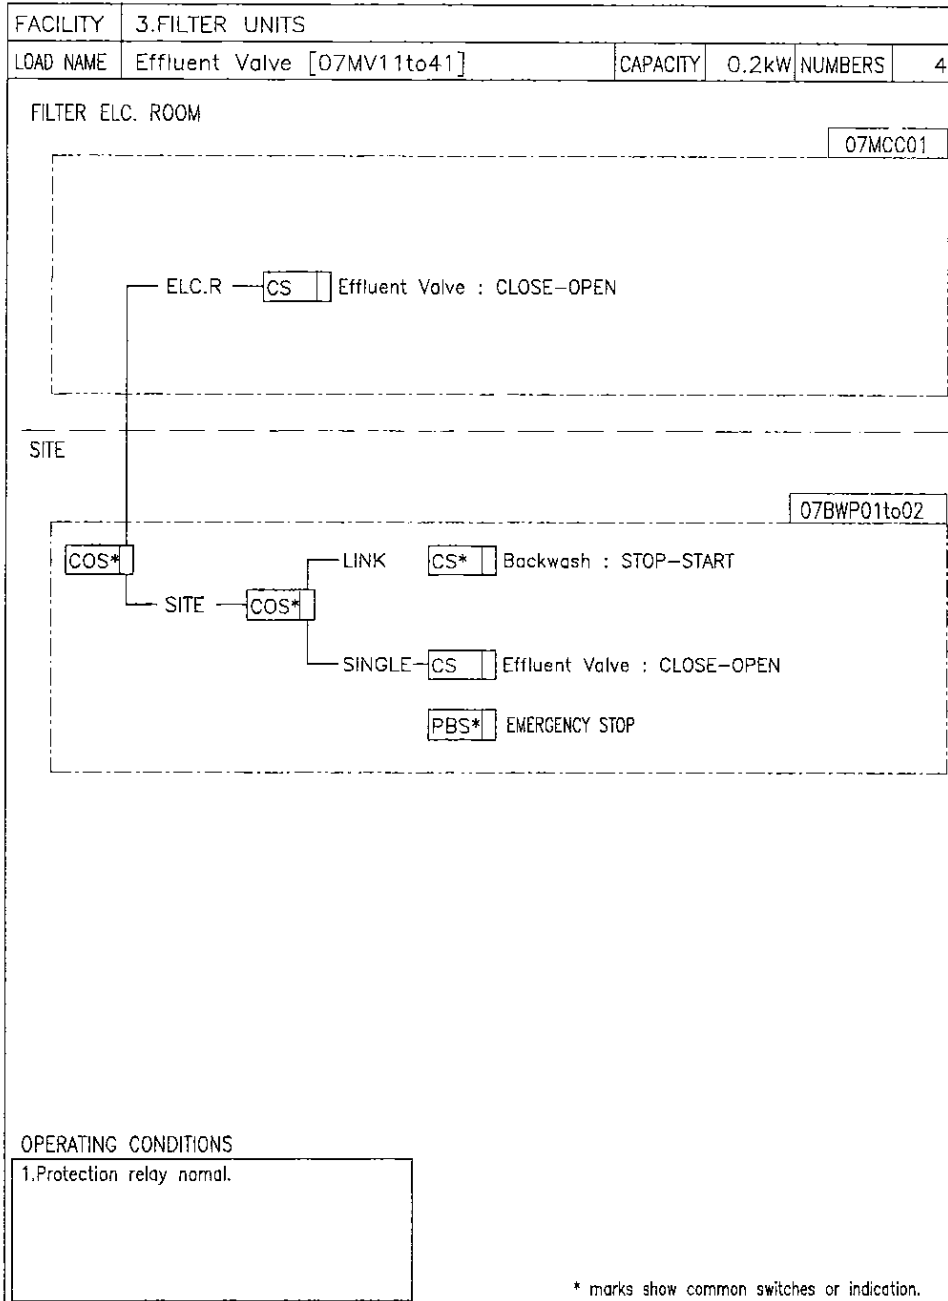 FACILITY 3.FILTER UNITS
LOAD NAME Effluent Valve [07MV11to41] CAPACITY 0.2kW NUMBERS 4
FILTER ELC. ROOM
07MCC01
ELC.R CS Effluent Valve : CLOSE-OPEN
SITE
07BWP01to02
COS* LINK CS* Backwash : STOP-START
SITE COS*
SINGLE CS Effluent Valve : CLOSE-OPEN
PBS* EMERGENCY STOP
OPERATING CONDITIONS
1.Protection relay nomal.
* marks show common switches or indication.